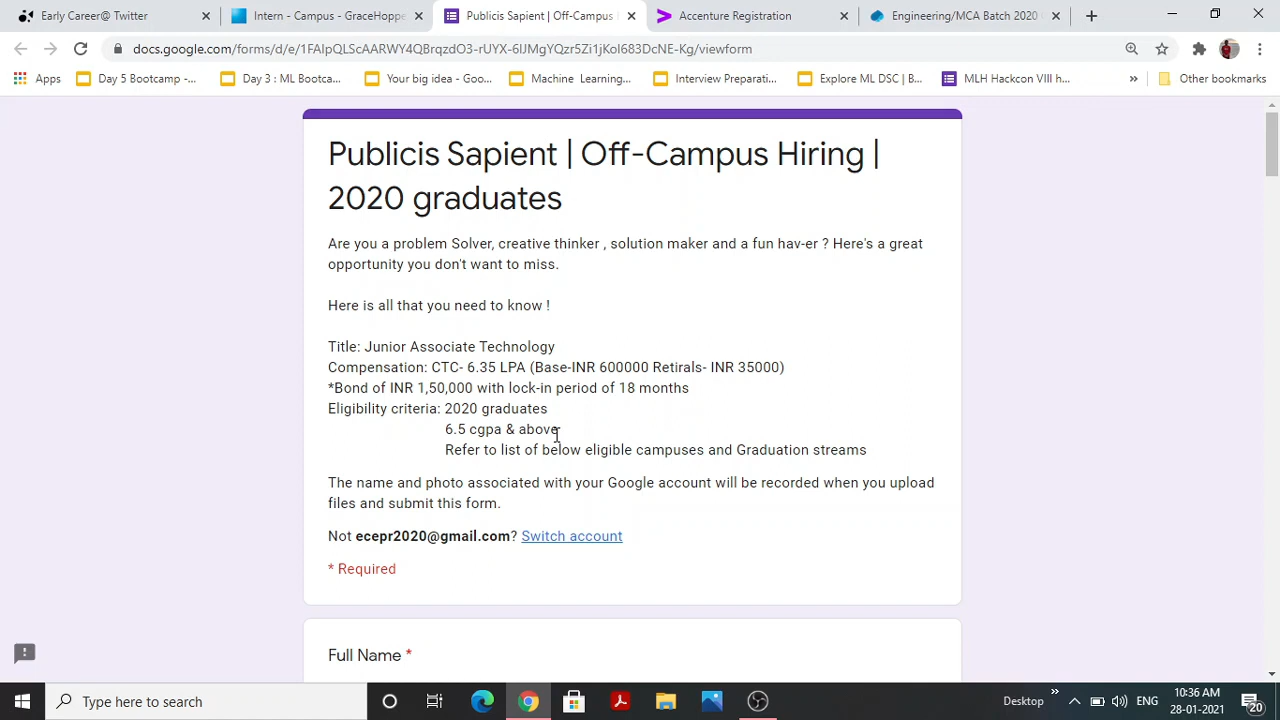 Early Career@ Twitter
Intern - Campus - GraceHop
Publicis Sapient | Off-Campus
Accenture Registration
Engineering/MCA Batch 2020
docs.google.com/forms/d/e/1FAIpQLScAARWY4QBrqzdO3-rUYX-6IJMgYQzr5Zi1jKoI683DcNE-Kg/viewform
Apps
Day 5 Bootcamp -...
Day 3 : ML Bootca...
Your big idea - Goo...
Machine Learning...
Interview Preparati...
Explore ML DSC | B...
MLH Hackcon VIII h...
»
Other bookmarks
Publicis Sapient | Off-Campus Hiring |
2020 graduates
Are you a problem Solver, creative thinker , solution maker and a fun hav-er ? Here's a great
opportunity you don't want to miss.
Here is all that you need to know !
Title: Junior Associate Technology
Compensation: CTC- 6.35 LPA (Base-INR 600000 Retirals- INR 35000)
*Bond of INR 1,50,000 with lock-in period of 18 months
Eligibility criteria: 2020 graduates
6.5 cgpa & above
Refer to list of below eligible campuses and Graduation streams
The name and photo associated with your Google account will be recorded when you upload
files and submit this form.
Not ecepr2020@gmail.com? Switch account
* Required
Full Name *
Type here to search
Desktop
»
ENG
10:36 AM
28-01-2021
20